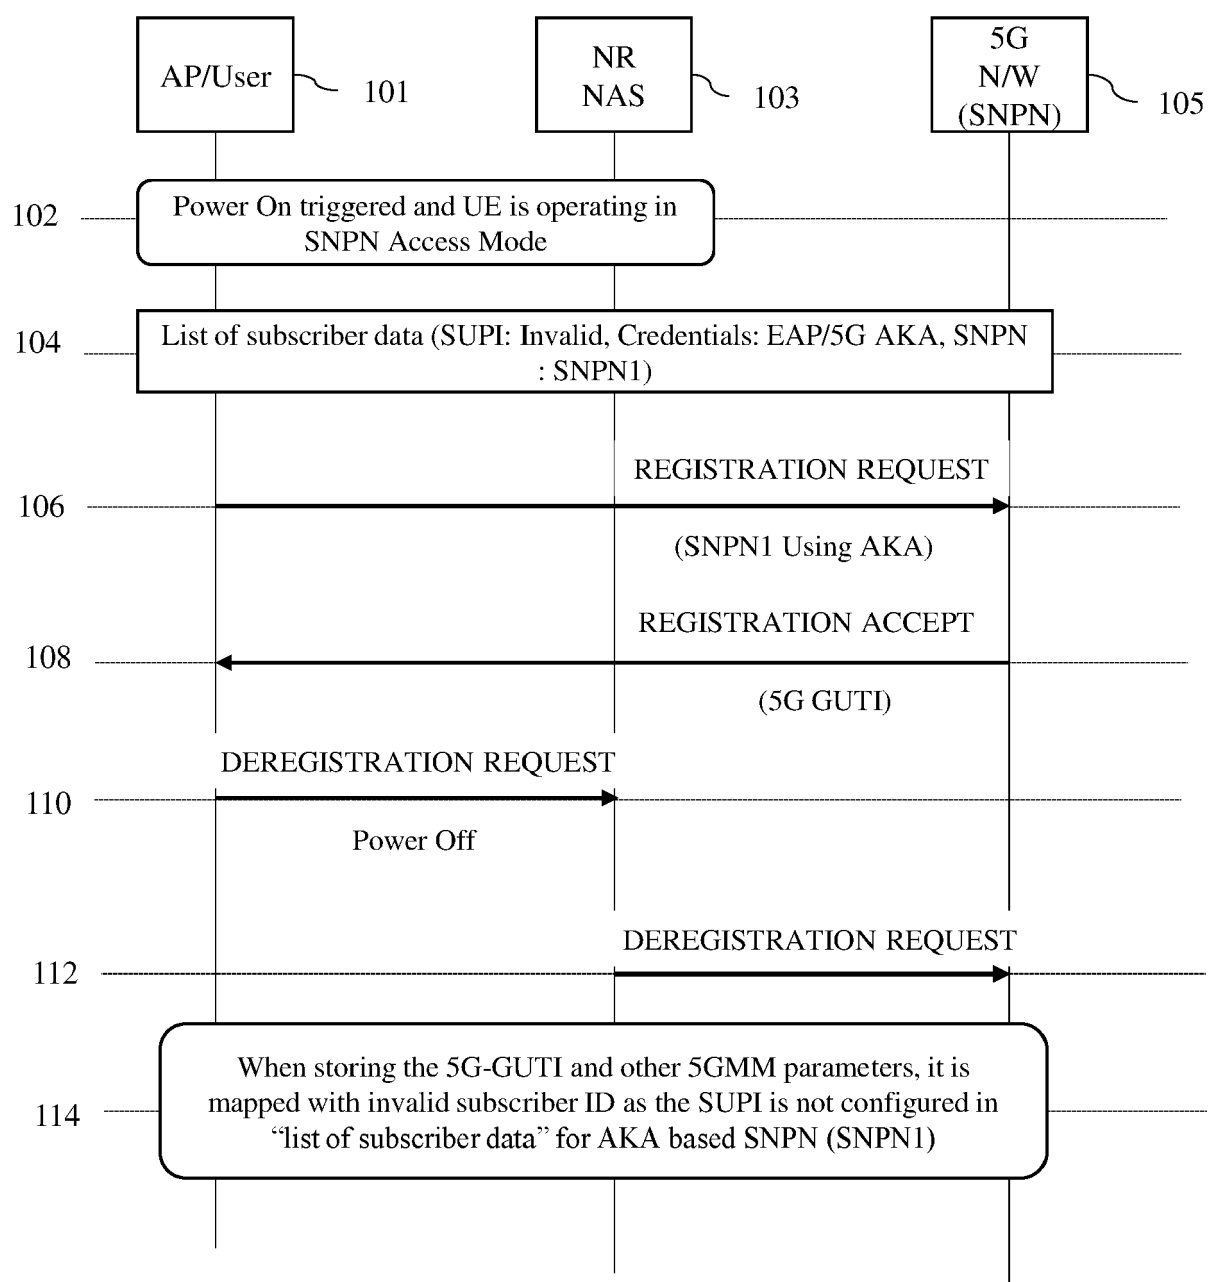 AP/User
101
NR
NAS
103
5G
N/W
(SNPN)
105
102
Power On triggered and UE is operating in
SNPN Access Mode
104
List of subscriber data (SUPI: Invalid, Credentials: EAP/5G AKA, SNPN
: SNPN1)
REGISTRATION REQUEST
106
(SNPN1 Using AKA)
REGISTRATION ACCEPT
108
(5G GUTI)
DEREGISTRATION REQUEST
110
Power Off
DEREGISTRATION REQUEST
112
When storing the 5G-GUTI and other 5GMM parameters, it is
mapped with invalid subscriber ID as the SUPI is not configured in
“list of subscriber data” for AKA based SNPN (SNPN1)
114